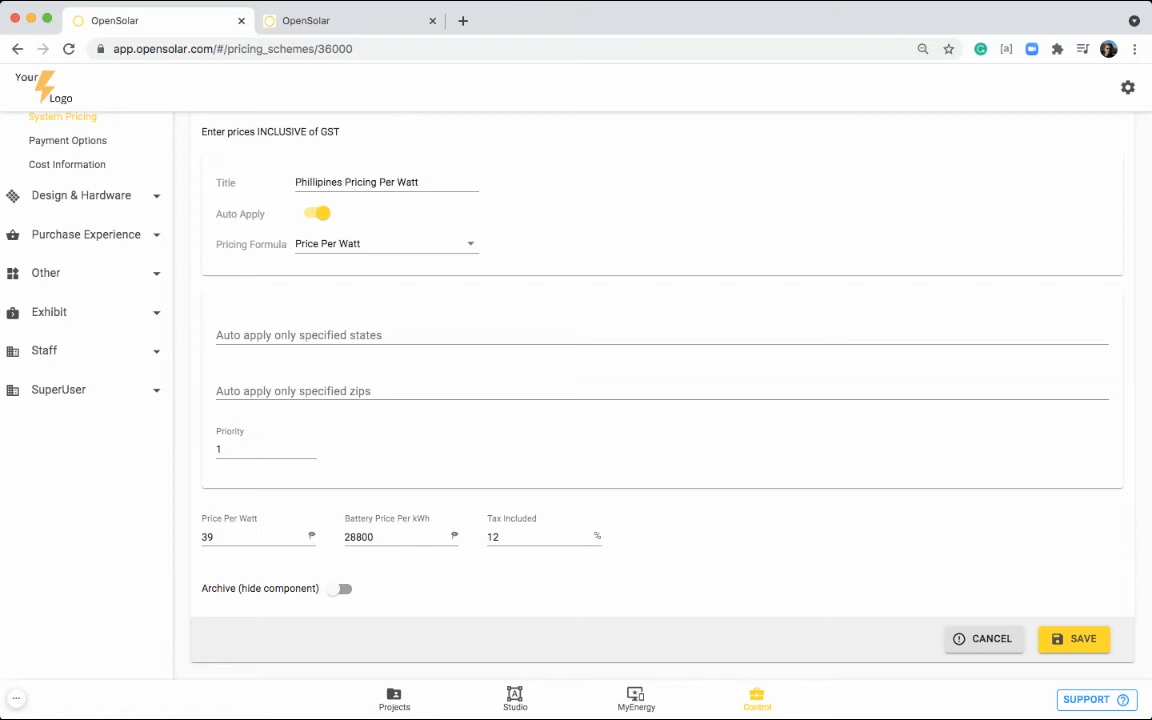 OpenSolar
OpenSolar
app.opensolar.com/#/pricing_schemes/36000
[a]
Your
Logo
System Pricing
Payment Options
Cost Information
Design & Hardware
Purchase Experience
Other
Exhibit
Staff
SuperUser
Enter prices INCLUSIVE of GST
Title Phillipines Pricing Per Watt
Auto Apply
Pricing Formula Price Per Watt
Auto apply only specified states
Auto apply only specified zips
Priority
1
Price Per Watt Battery Price Per kWh Tax Included
39 ₱ 28800 ₱ 12 %
Archive (hide component)
CANCEL SAVE
Projects Studio MyEnergy Control
SUPPORT